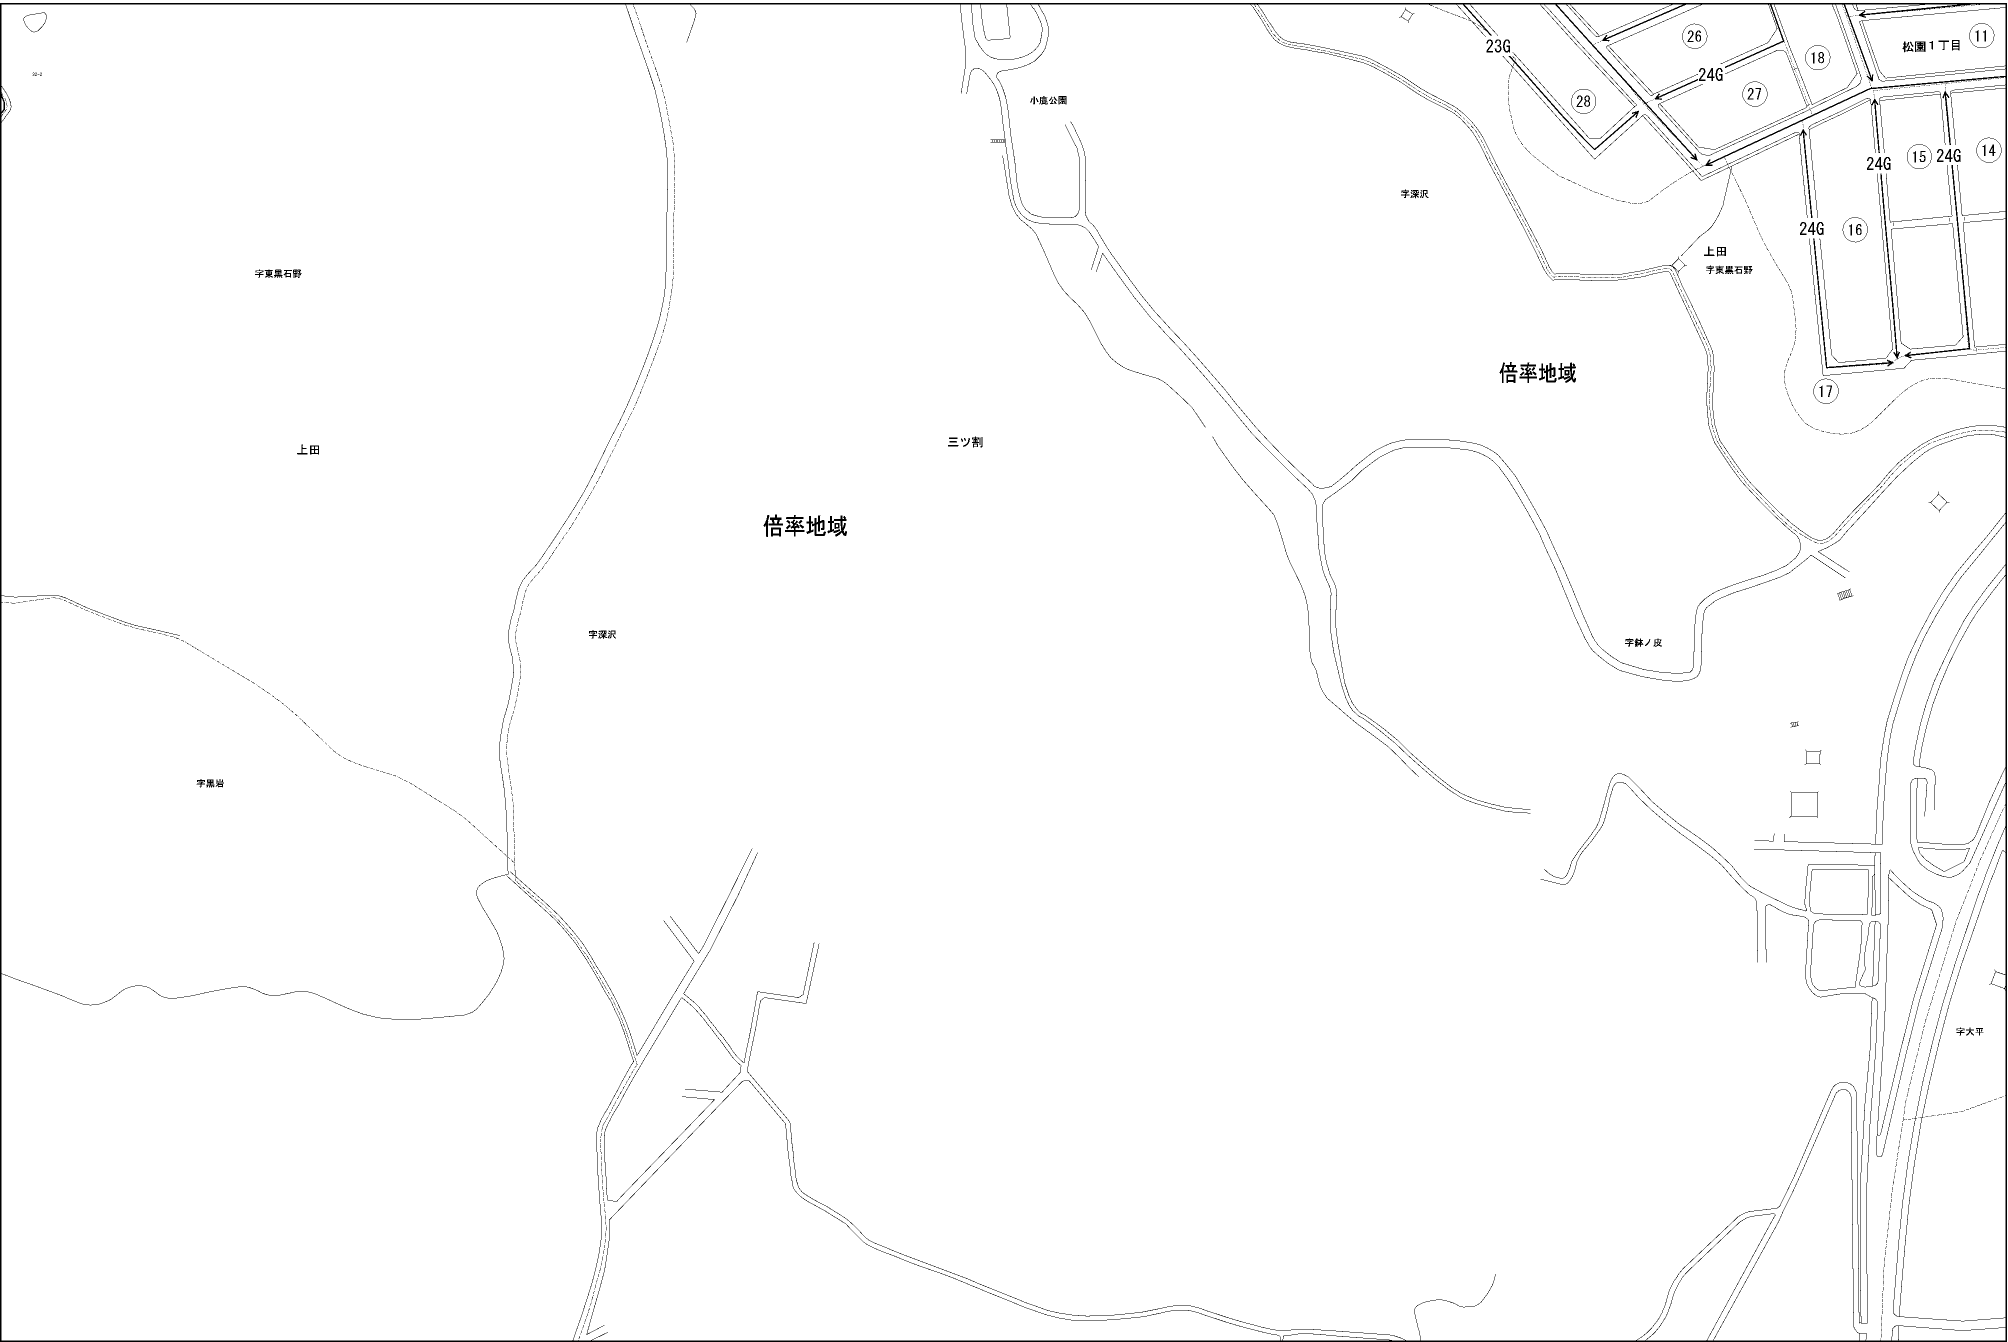 26
松園1丁目
11
18
23G
24G
27
28
32-2
小鹿公園
14
15
24G
24G
字深沢
24G
16
上田
字東黒石野
字東黒石野
倍率地域
17
三ツ割
上田
倍率地域
字深沢
字鉢ノ皮
字黒岩
字大平